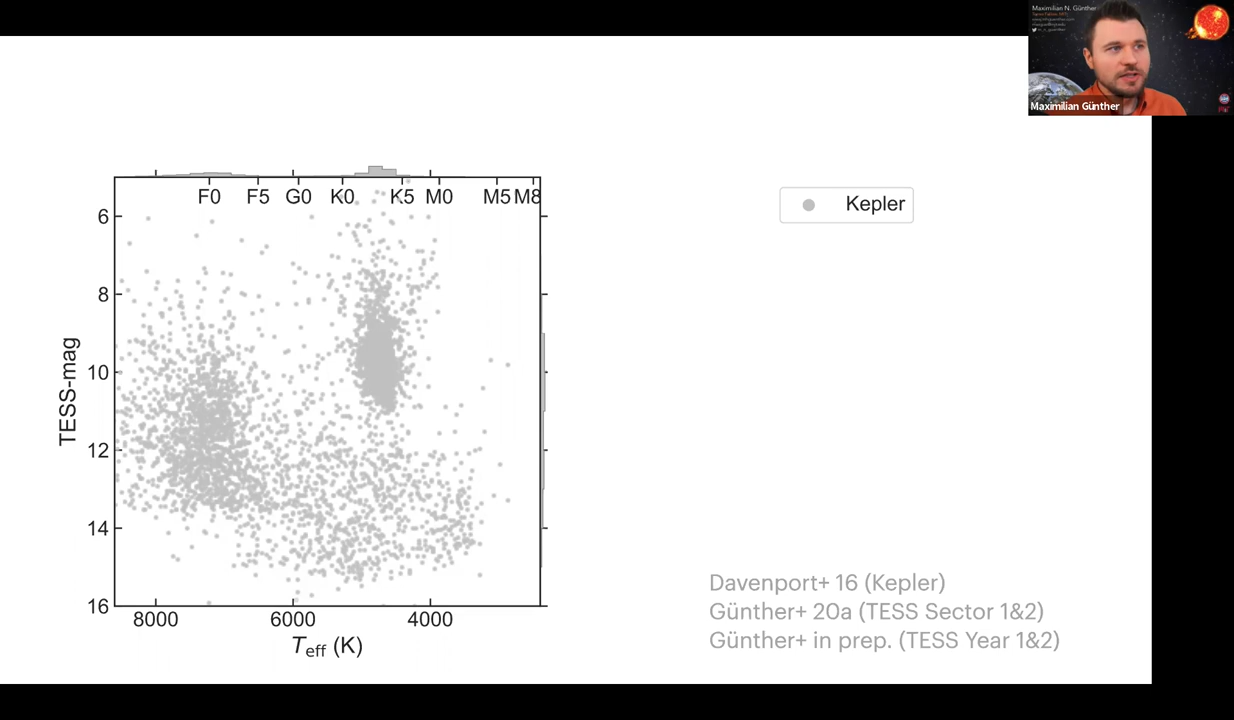 Maximilian N. Günther
Maximilian Günther
F0 F5 G0 K0 K5 M0 M5 M8
6
8
10
12
14
16
TESS-mag
8000 6000 4000
Teff (K)
Kepler
Davenport+ 16 (Kepler)
Günther+ 20a (TESS Sector 1&2)
Günther+ in prep. (TESS Year 1&2)